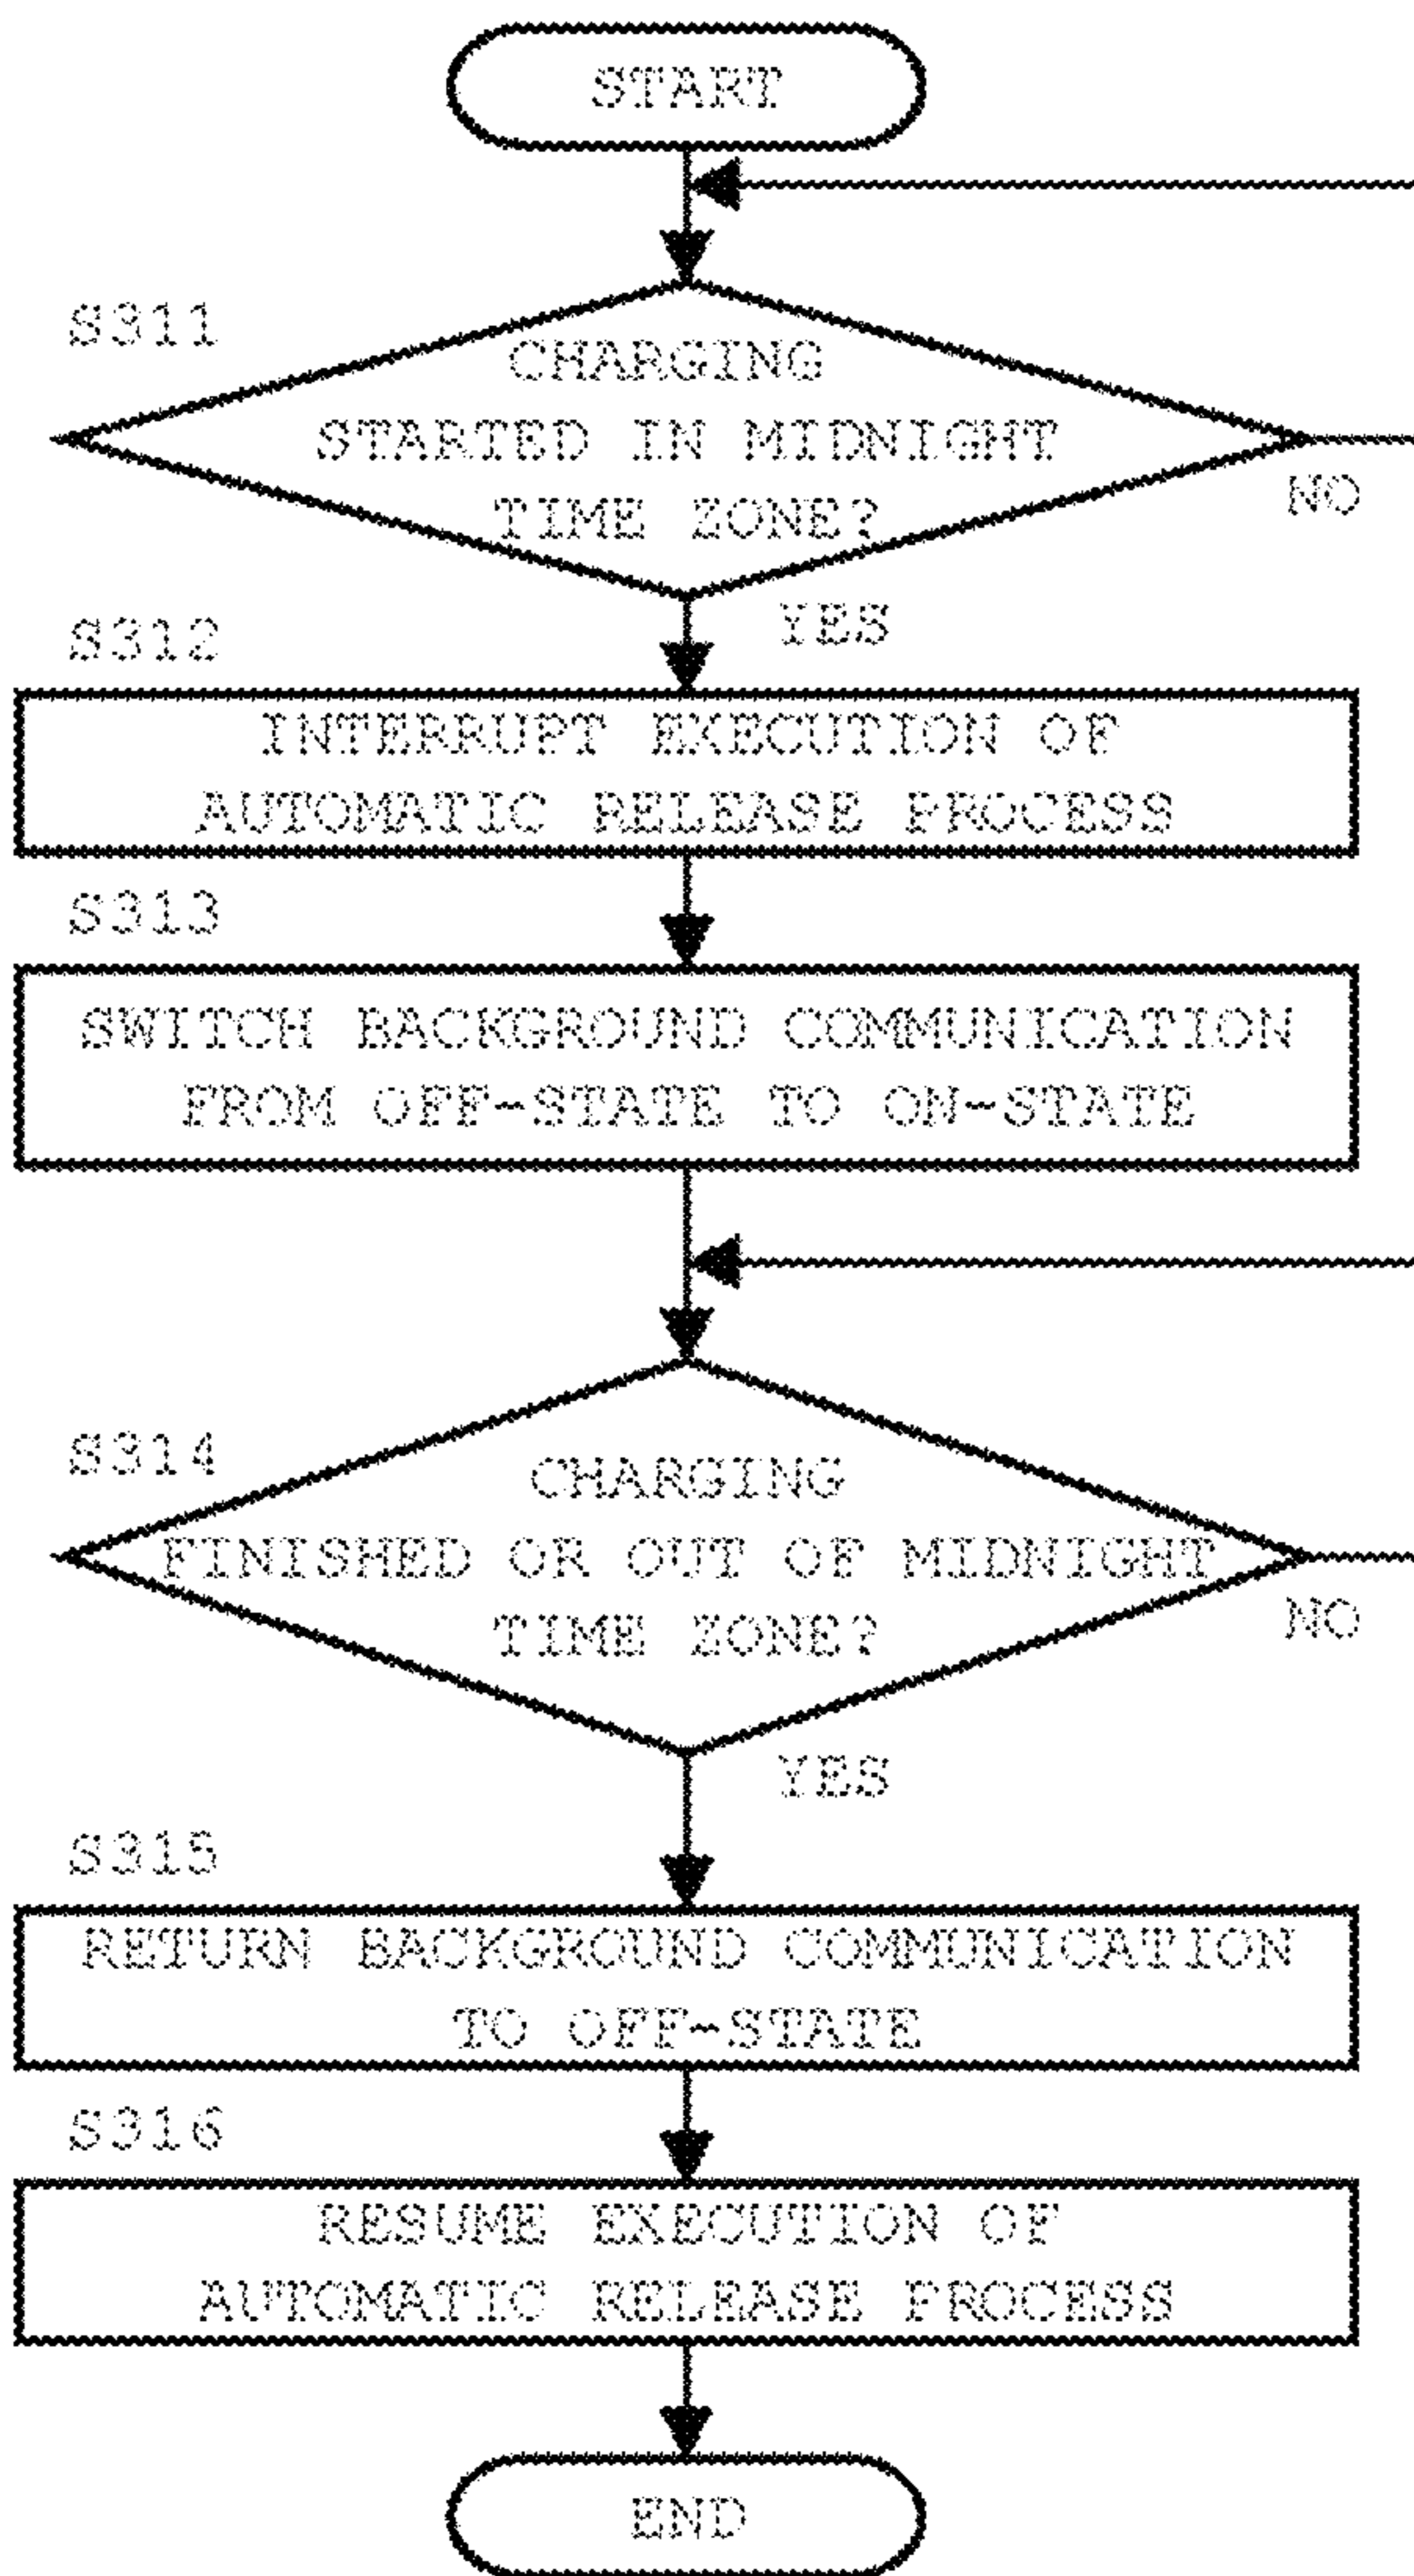 START
S311
CHARGING
STARTED IN MIDNIGHT
TIME ZONE?
NO
YES
S312
INTERRUPT EXECUTION OF
AUTOMATIC RELEASE PROCESS
S313
SWITCH BACKGROUND COMMUNICATION
FROM OFF-STATE TO ON-STATE
S314
CHARGING
FINISHED OR OUT OF MIDNIGHT
TIME ZONE?
NO
YES
S315
RETURN BACKGROUND COMMUNICATION
TO OFF-STATE
S316
RESUME EXECUTION OF
AUTOMATIC RELEASE PROCESS
END